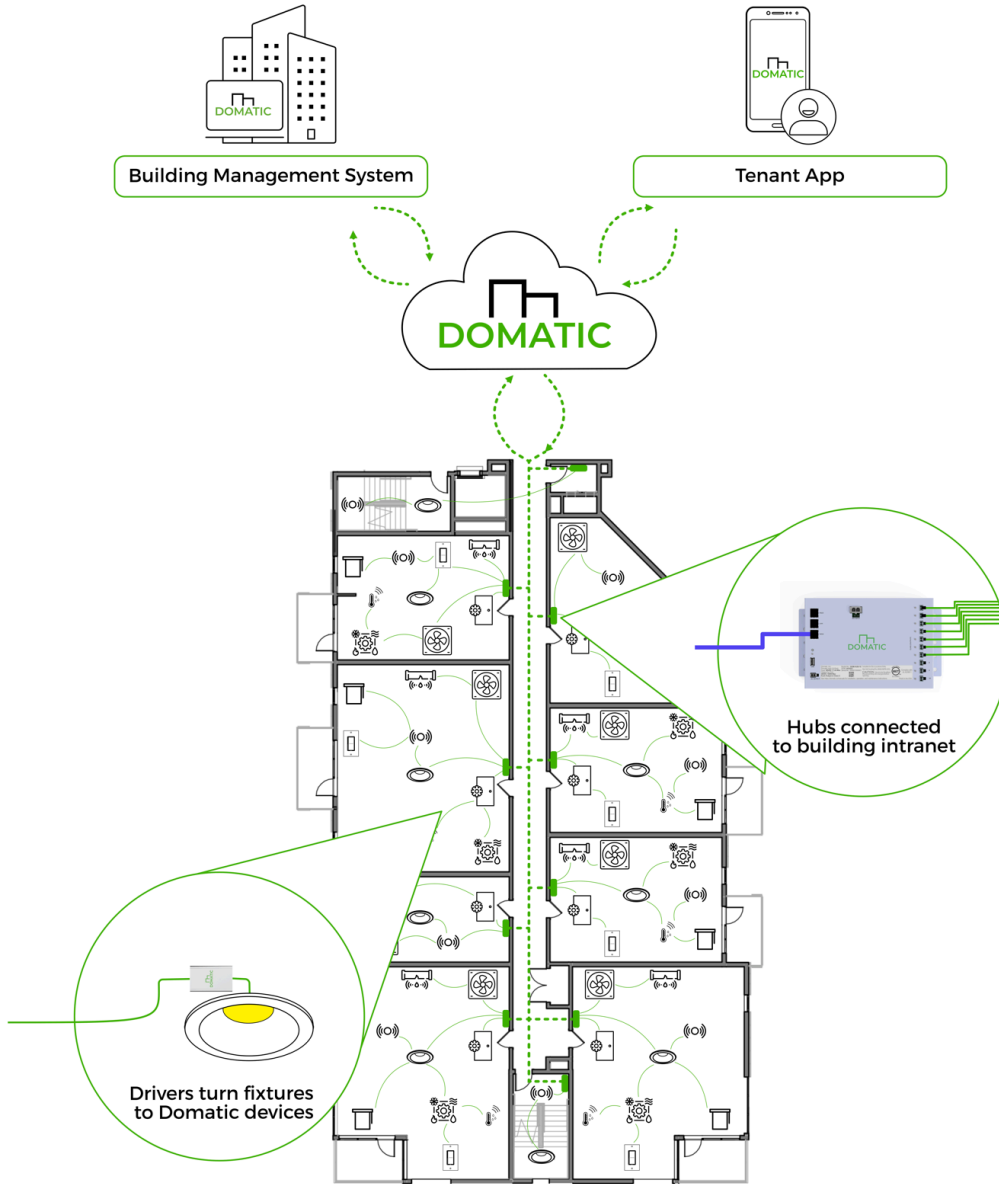 DOMATIC
DOMATIC
Building Management System
Tenant App
DOMATIC
DOMATIC
Hubs connected
to building intranet
DOMATIC
Drivers turn fixtures
to Domatic devices